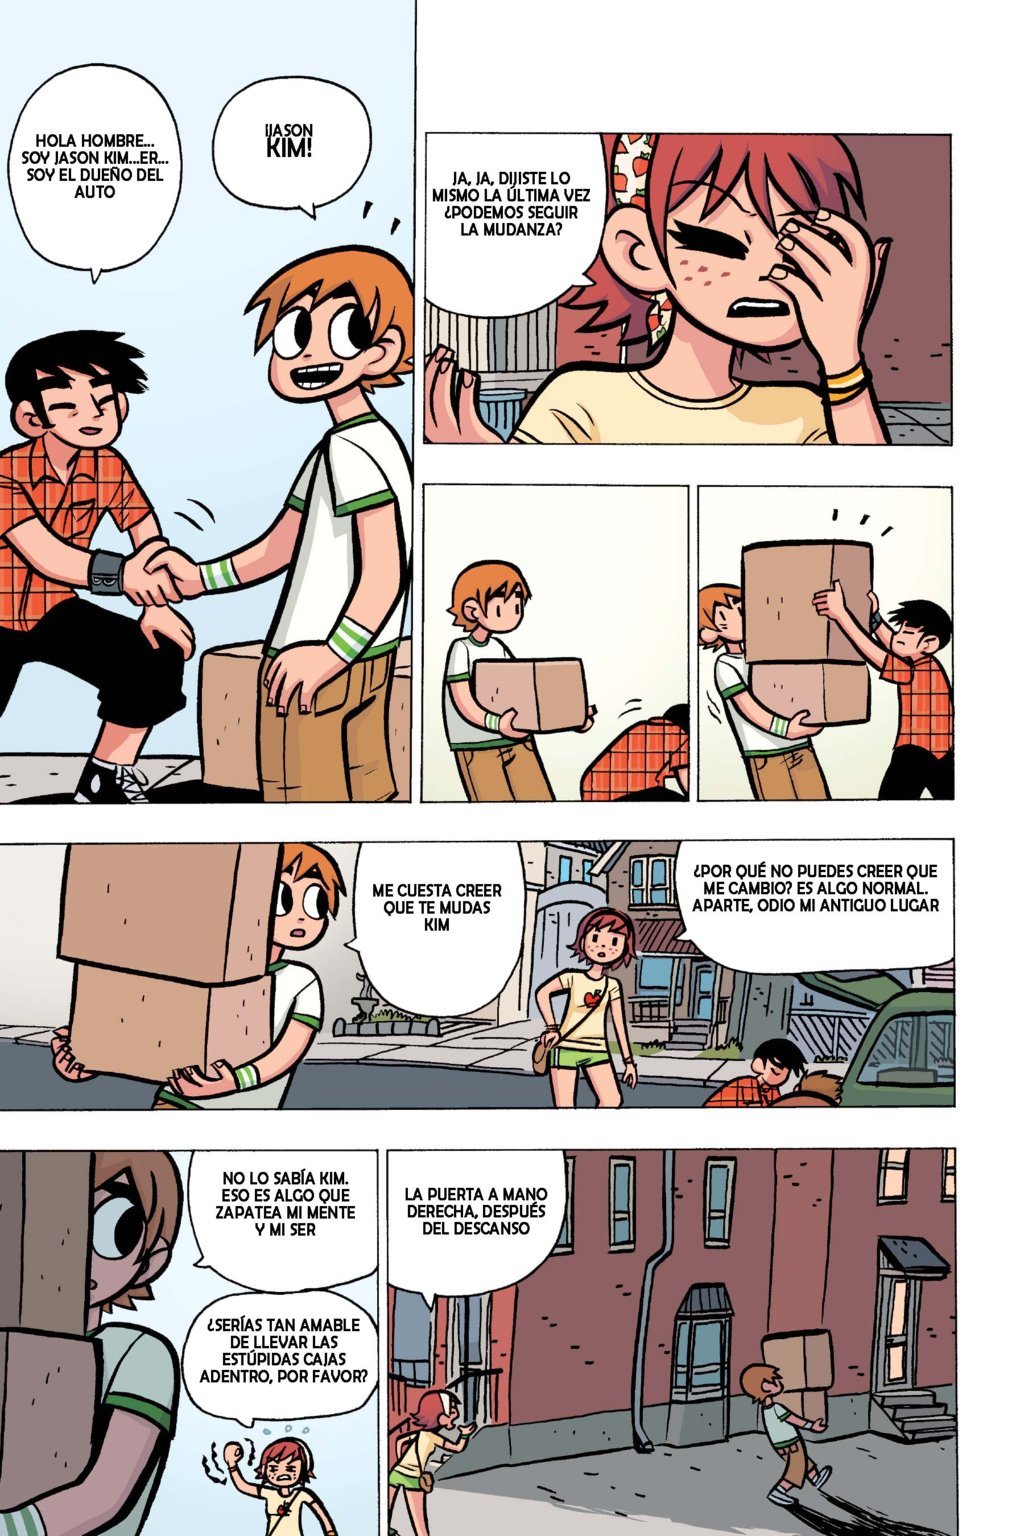 HOLA HOMBRE...
SOY JASON KIM...ER...
SOY EL DUEÑO DEL
AUTO
¡JASON
KIM!
JA, JA, DIJISTE LO
MISMO LA ÚLTIMA VEZ
¿PODEMOS SEGUIR
LA MUDANZA?
ME CUESTA CREER
QUE TE MUDAS
KIM
¿POR QUÉ NO PUEDES CREER QUE
ME CAMBIO? ES ALGO NORMAL.
APARTE, ODIO MI ANTIGUO LUGAR
NO LO SABÍA KIM.
ESO ES ALGO QUE
ZAPATEA MI MENTE
Y MI SER
¿SERÍAS TAN AMABLE
DE LLEVAR LAS
ESTÚPIDAS CAJAS
ADENTRO, POR FAVOR?
LA PUERTA A MANO
DERECHA, DESPUÉS
DEL DESCANSO